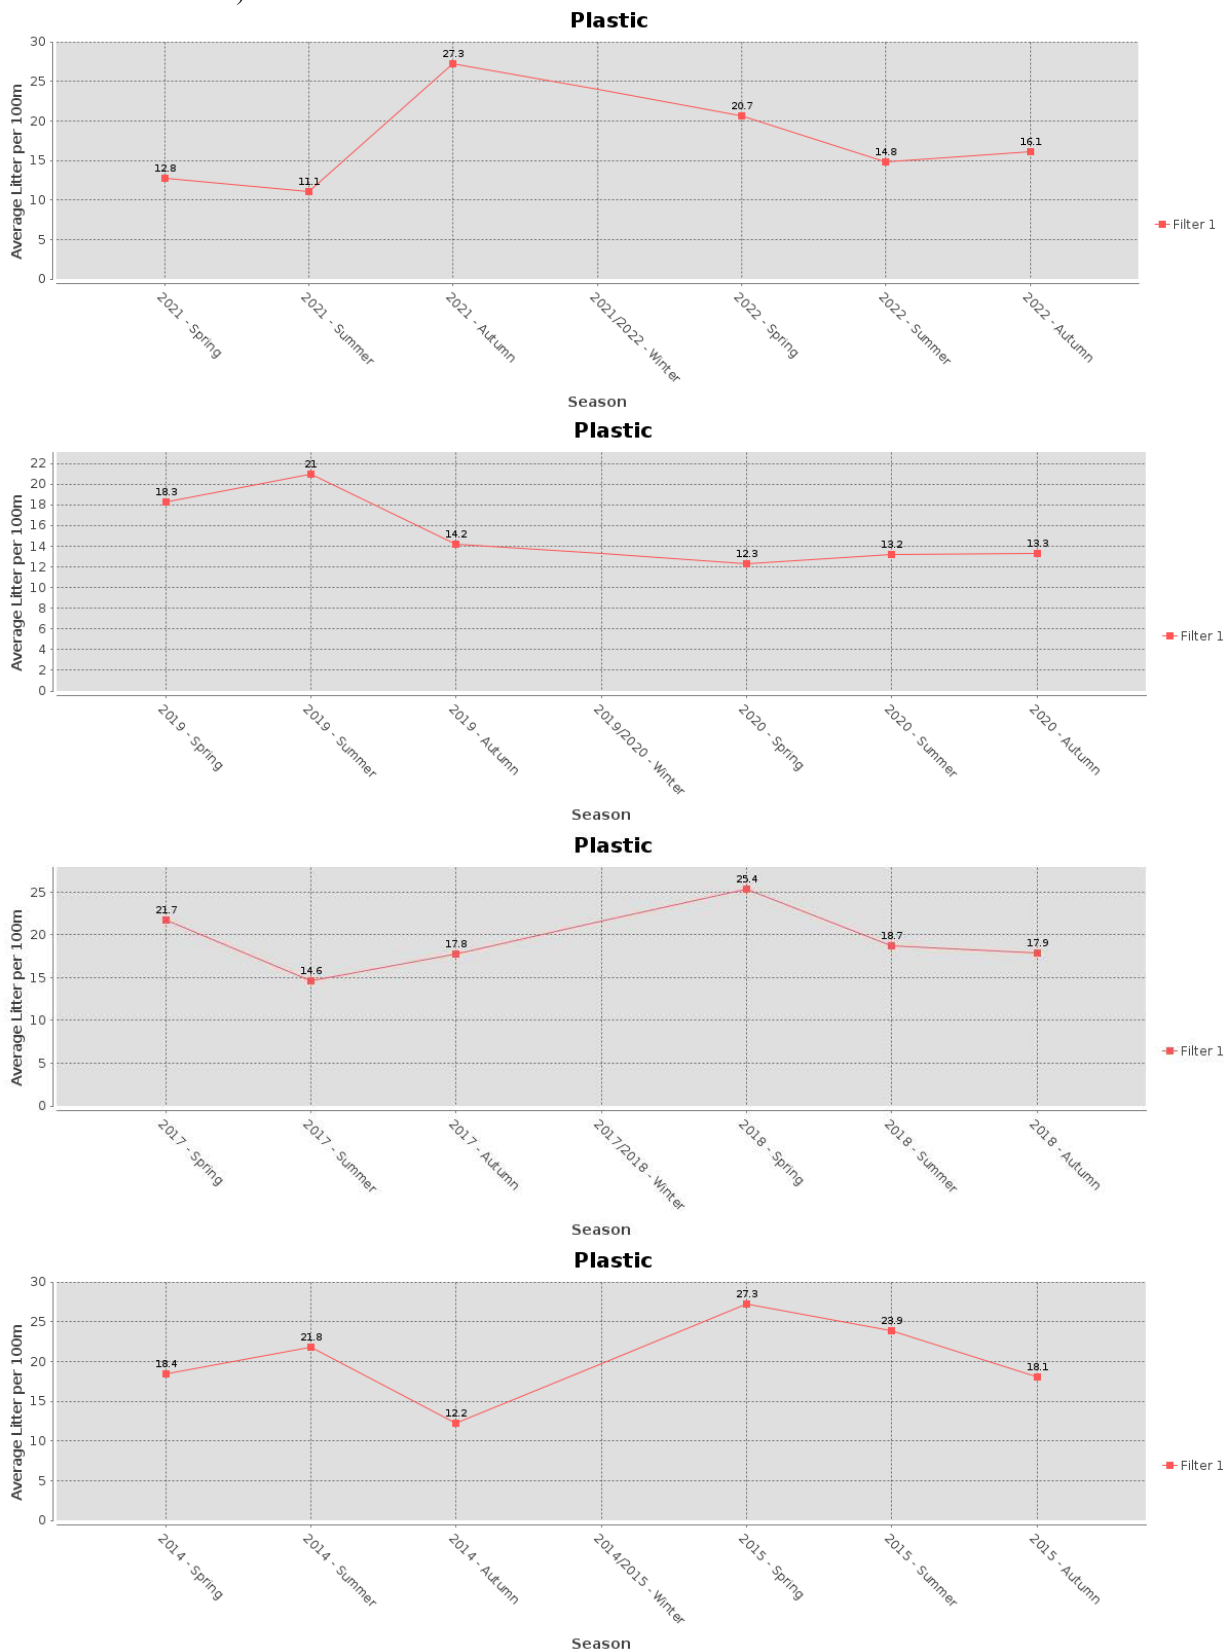 )
Plastic
30
25
20
15
10
5
0
Average Litter per 100m
12.8
11.1
27.3
20.7
14.8
16.1
Filter 1
2021 - Spring
2021 - Summer
2021 - Autumn
2021/2022 - Winter
2022 - Spring
2022 - Summer
2022 - Autumn
Season
Plastic
22
20
18
16
14
12
10
8
6
4
2
0
Average Litter per 100m
18.3
21
14.2
12.3
13.2
13.3
Filter 1
2019 - Spring
2019 - Summer
2019 - Autumn
2019/2020 - Winter
2020 - Spring
2020 - Summer
2020 - Autumn
Season
Plastic
25
20
15
10
5
0
Average Litter per 100m
21.7
14.6
17.8
25.4
18.7
17.9
Filter 1
2017 - Spring
2017 - Summer
2017 - Autumn
2017/2018 - Winter
2018 - Spring
2018 - Summer
2018 - Autumn
Season
Plastic
30
25
20
15
10
5
0
Average Litter per 100m
18.4
21.8
12.2
27.3
23.9
18.1
Filter 1
2014 - Spring
2014 - Summer
2014 - Autumn
2014/2015 - Winter
2015 - Spring
2015 - Summer
2015 - Autumn
Season